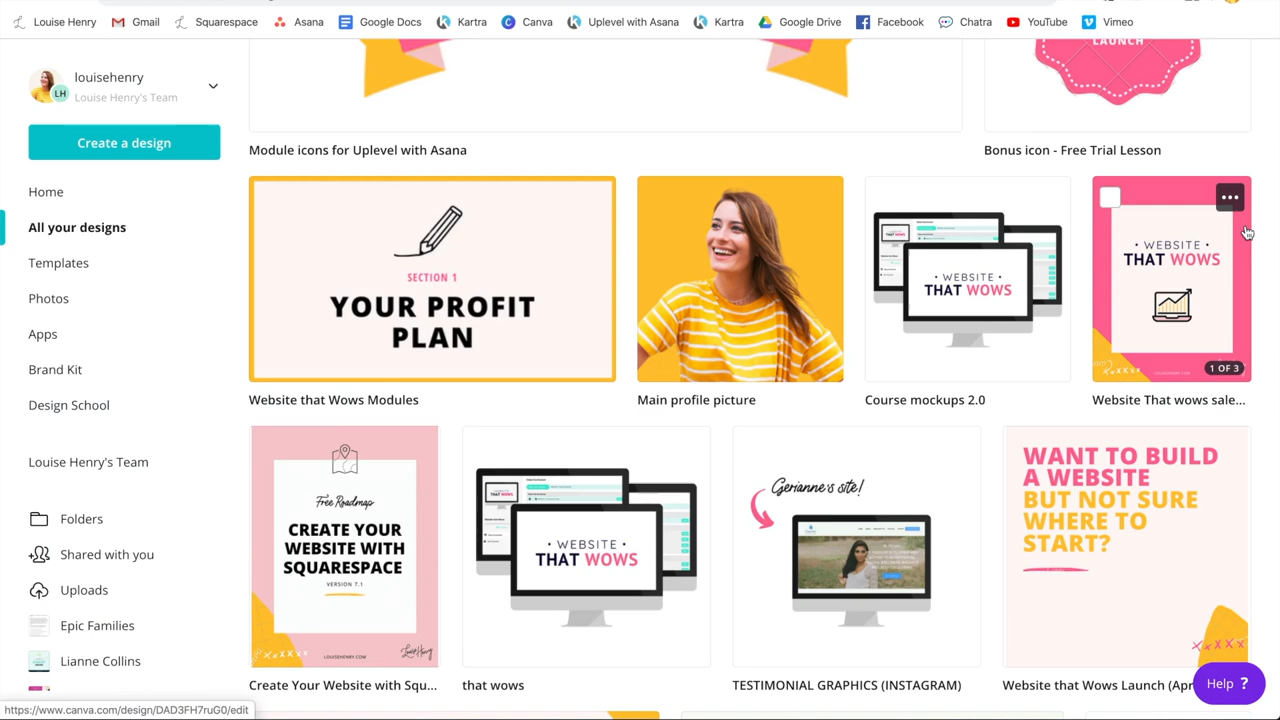 Louise Henry Gmail Squarespace Asana Google Docs Kartra Canva Uplevel with Asana Kartra Google Drive Facebook Chatra YouTube Vimeo
louisehenry
LH
Louise Henry's Team
Create a design
Home
All your designs
Templates
Photos
Apps
Brand Kit
Design School
Louise Henry's Team
Folders
Shared with you
Uploads
Epic Families
Lianne Collins
LAUNCH
Module icons for Uplevel with Asana
Bonus icon - Free Trial Lesson
SECTION 1
YOUR PROFIT
PLAN
Website that Wows Modules
Main profile picture
• WEBSITE •
THAT WOWS
Course mockups 2.0
• WEBSITE •
THAT WOWS
1 OF 3
Website That wows sale...
Free Roadmap
CREATE YOUR
WEBSITE WITH
SQUARESPACE
VERSION 7.1
LOUISEHENRY.COM
Louise Henry
Create Your Website with Squ...
• WEBSITE •
THAT WOWS
that wows
Gerianne's site!
TESTIMONIAL GRAPHICS (INSTAGRAM)
WANT TO BUILD
A WEBSITE
BUT NOT SURE
WHERE TO
START?
Website that Wows Launch (Apr
Help ?
https://www.canva.com/design/DAD3FH7ruG0/edit